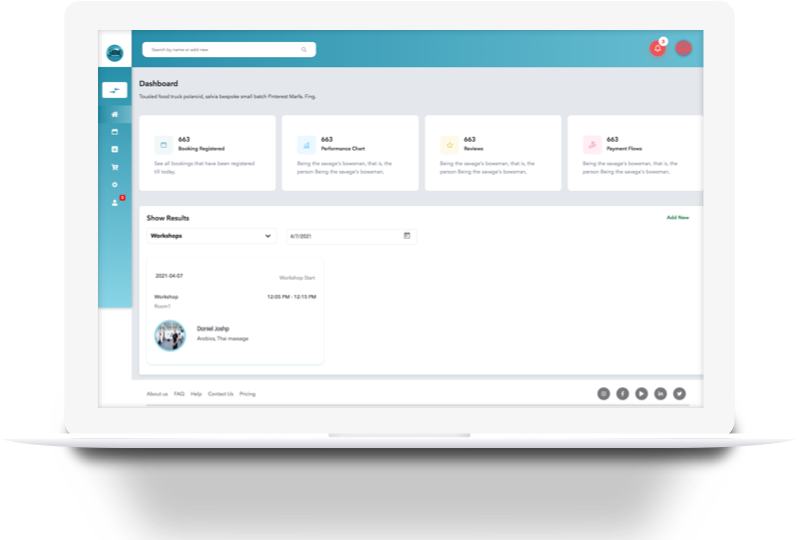 Search by name or add new
3
Dashboard
Tousled food truck polaroid, salvia bespoke small batch Pinterest Marfa. Fing.
663
Booking Registered
See all bookings that have been registered
till today.
663
Performance Chart
Being the savage's bowsman, that is, the
person Being the savage's bowsman,
663
Reviews
Being the savage's bowsman, that is, the
person Being the savage's bowsman,
663
Payment Flows
Being the savage's bowsman, that is, the
person Being the savage's bowsman,
Show Results
Add New
Workshops
4/7/2021
2021-04-07
Workshop Start
Workshop
12:05 PM - 12:15 PM
Room1
Daniel Joshp
Arobics, Thai massage
About us FAQ Help Contact Us Pricing